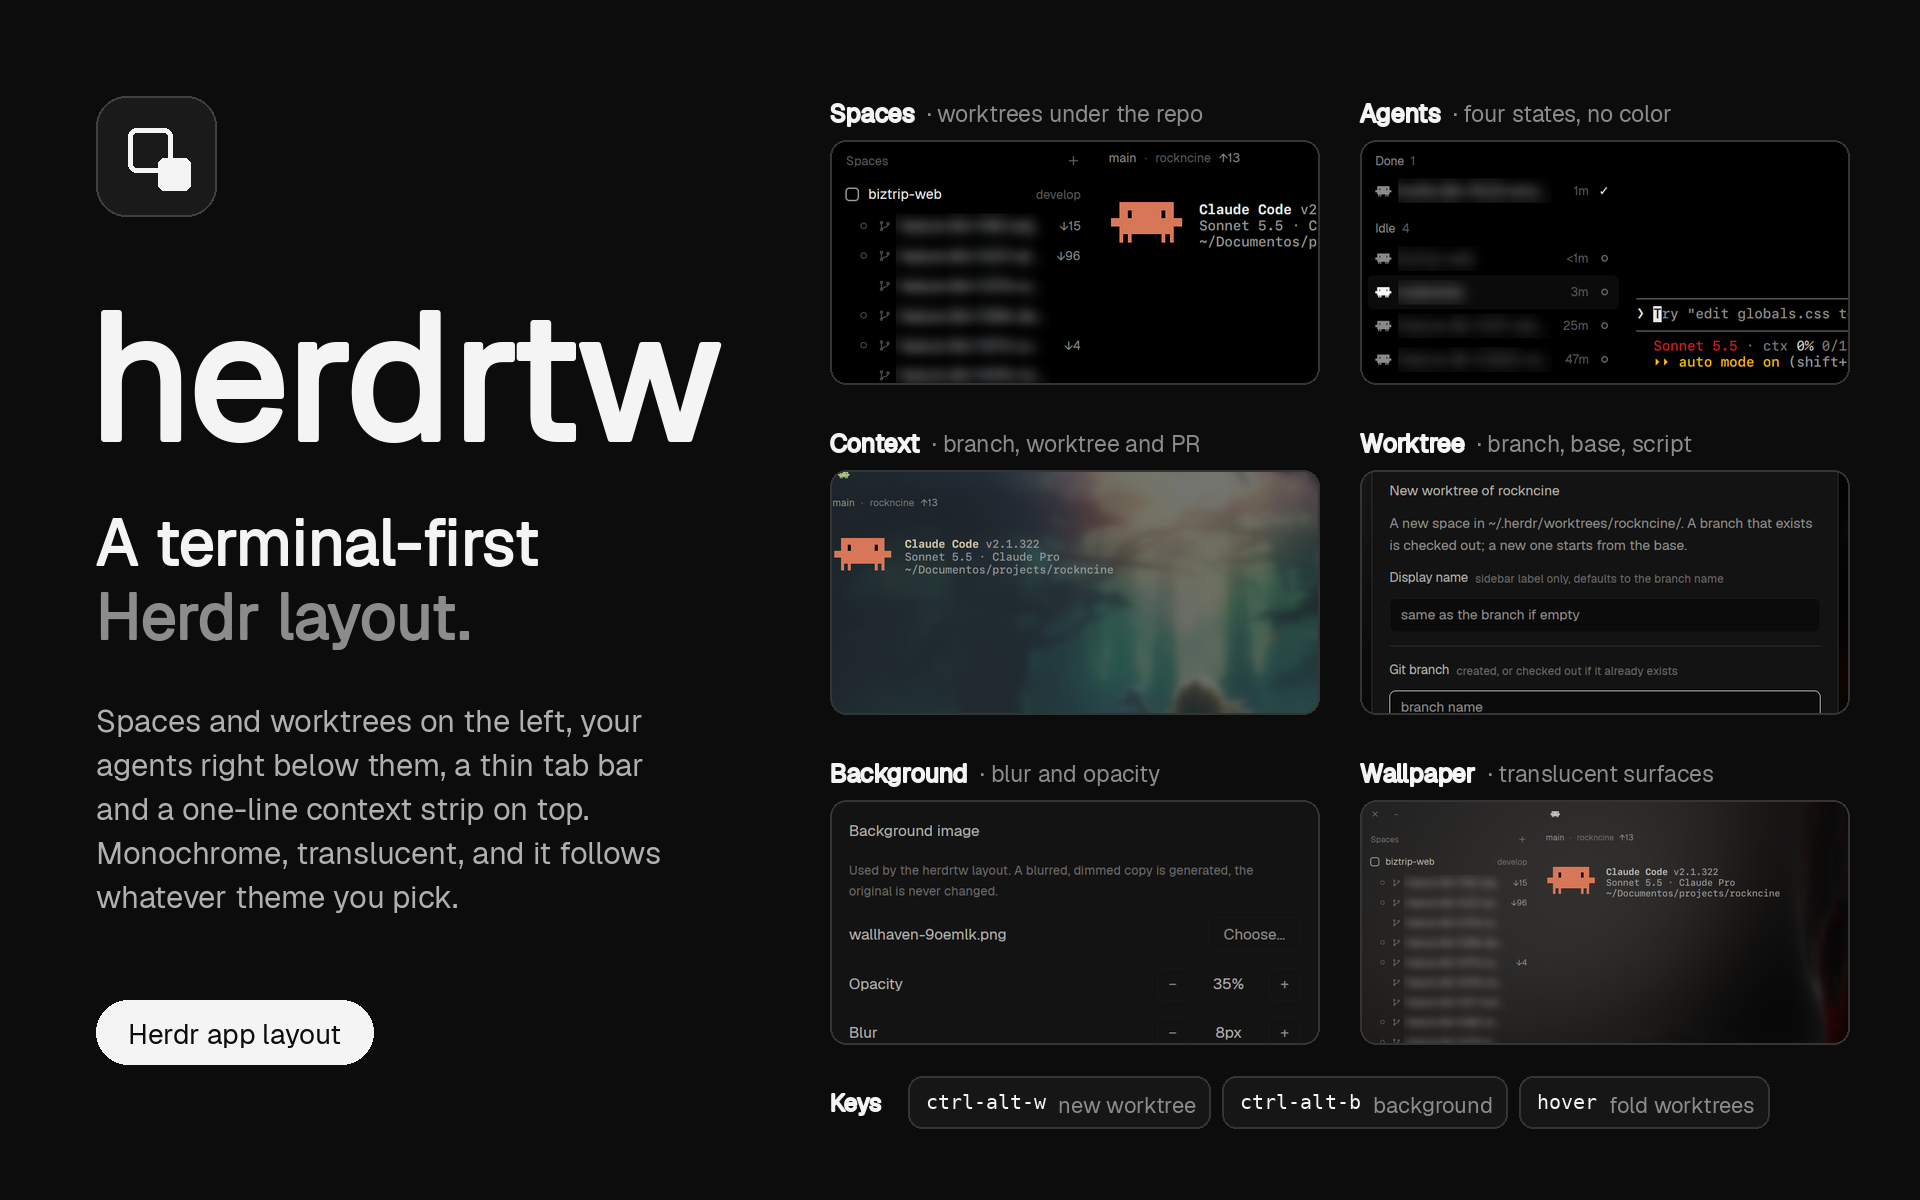 herdrtw
A terminal-first
Herdr layout.
Spaces and worktrees on the left, your
agents right below them, a thin tab bar
and a one-line context strip on top.
Monochrome, translucent, and it follows
whatever theme you pick.
Herdr app layout
Spaces · worktrees under the repo
Spaces +
biztrip-web develop
↓15
↓96
↓4
main · rockncine ↑13
Claude Code v2
Sonnet 5.5 · C
~/Documentos/p
Agents · four states, no color
Done 1
1m ✓
Idle 4
<1m
3m
25m
47m
❯ Try "edit globals.css t
Sonnet 5.5 · ctx 0% 0/1
auto mode on (shift+
Context · branch, worktree and PR
main · rockncine ↑13
Claude Code v2.1.322
Sonnet 5.5 · Claude Pro
~/Documentos/projects/rockncine
Worktree · branch, base, script
New worktree of rockncine
A new space in ~/.herdr/worktrees/rockncine/. A branch that exists
is checked out; a new one starts from the base.
Display name sidebar label only, defaults to the branch name
same as the branch if empty
Git branch created, or checked out if it already exists
branch name
Background · blur and opacity
Background image
Used by the herdrtw layout. A blurred, dimmed copy is generated, the
original is never changed.
wallhaven-9oemlk.png Choose...
Opacity − 35% +
Blur − 8px +
Wallpaper · translucent surfaces
Spaces +
biztrip-web develop
↓15
↓96
↓4
main · rockncine ↑13
Claude Code v2.1.322
Sonnet 5.5 · Claude Pro
~/Documentos/projects/rockncine
Keys ctrl-alt-w new worktree ctrl-alt-b background hover fold worktrees